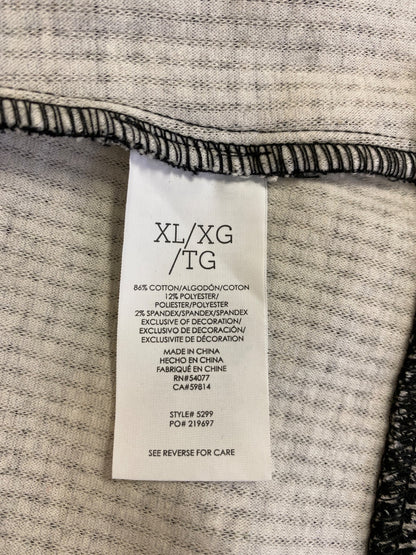 XL/XG
/TG
86% COTTON/ALGODÓN/COTON
12% POLYESTER/
POLIESTER/POLYESTER
2% SPANDEX/SPANDEX/SPANDEX
EXCLUSIVE OF DECORATION/
EXCLUSIVO DE DECORACIÓN/
EXCLUSIVITE DE DÉCORATION
MADE IN CHINA
HECHO EN CHINA
FABRIQUÉ EN CHINE
RN#54077
CA#59814
STYLE# 5299
PO# 219697
SEE REVERSE FOR CARE